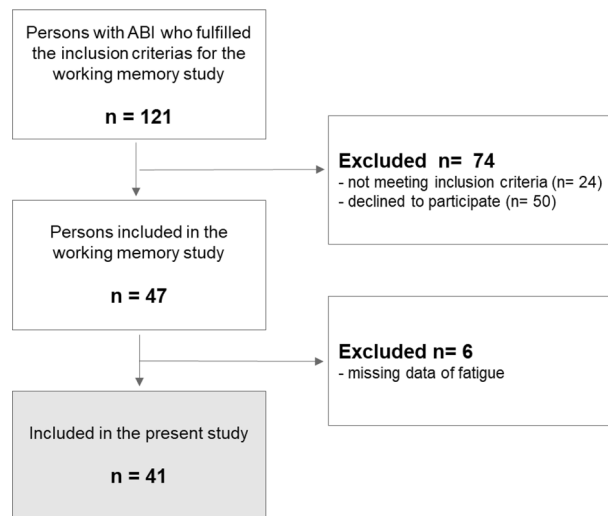 Persons with ABI who fulfilled
the inclusion criterias for the
working memory study
n = 121
Excluded n= 74
- not meeting inclusion criteria (n= 24)
- declined to participate (n= 50)
Persons included in the
working memory study
n = 47
Excluded n= 6
- missing data of fatigue
Included in the present study
n = 41